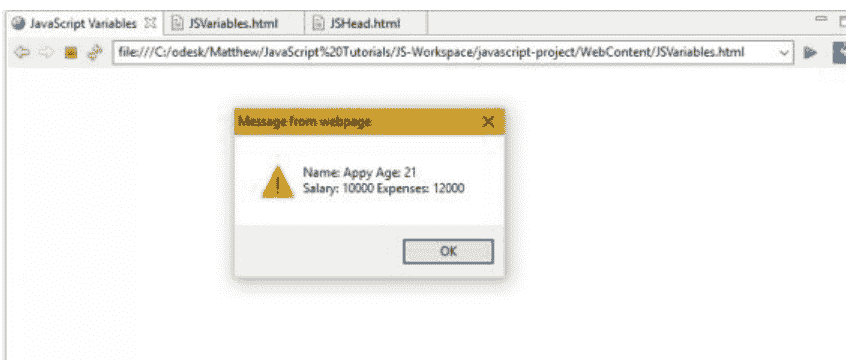 JavaScript Variables JSVariables.html JSHead.html
file:///C:/odesk/Matthew/JavaScript%20Tutorials/JS-Workspace/javascript-project/WebContent/JSVariables.html
Message from webpage
Name: Appy Age: 21
Salary: 10000 Expenses: 12000
OK